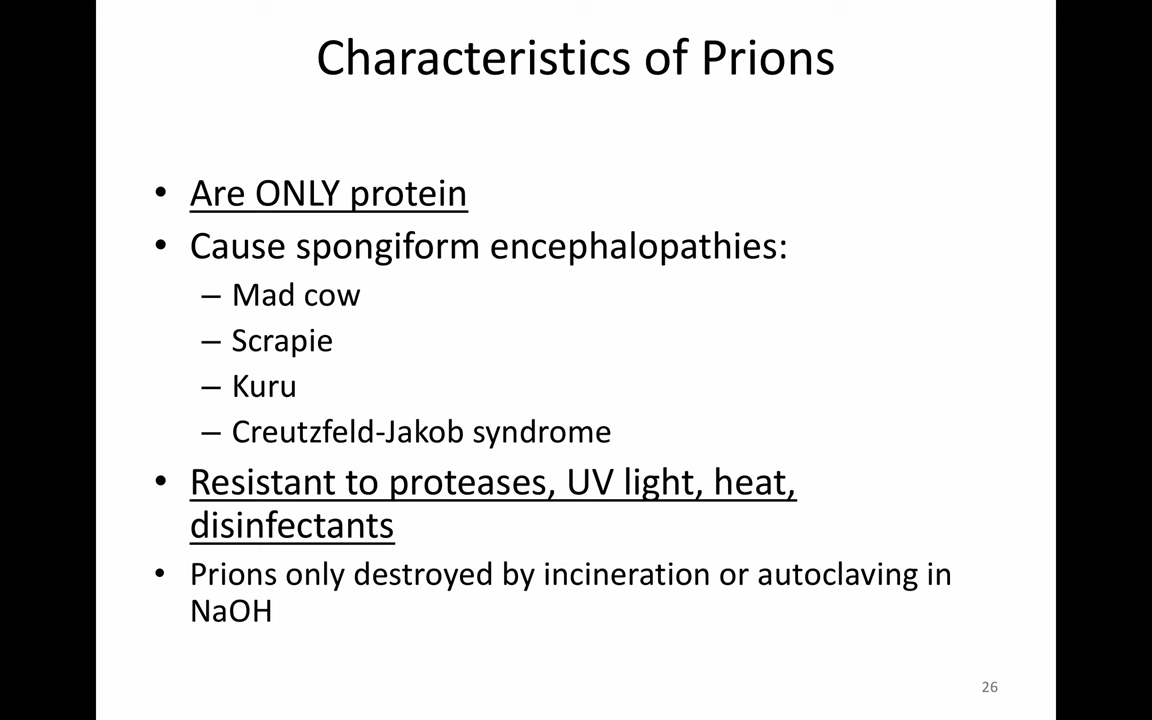 Characteristics of Prions
• Are ONLY protein
• Cause spongiform encephalopathies:
– Mad cow
– Scrapie
– Kuru
– Creutzfeld-Jakob syndrome
• Resistant to proteases, UV light, heat,
disinfectants
• Prions only destroyed by incineration or autoclaving in
NaOH
26